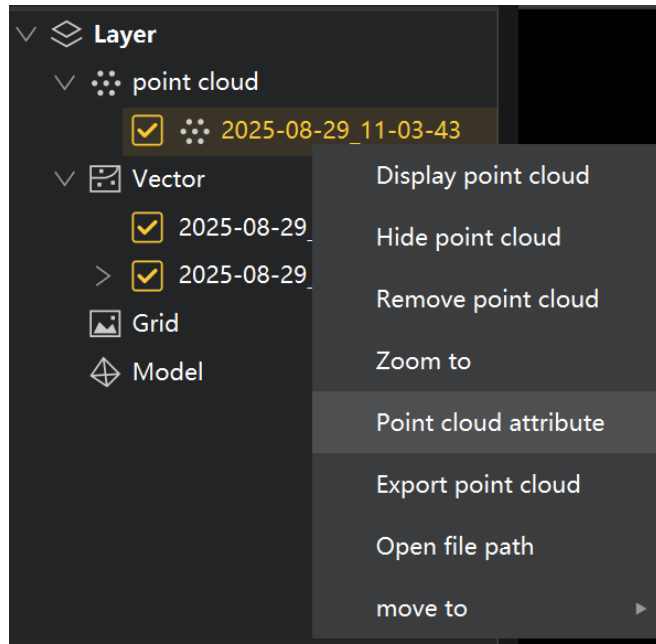 Layer
point cloud
2025-08-29_11-03-43
Vector
2025-08-29_
2025-08-29_
Grid
Model
Display point cloud
Hide point cloud
Remove point cloud
Zoom to
Point cloud attribute
Export point cloud
Open file path
move to